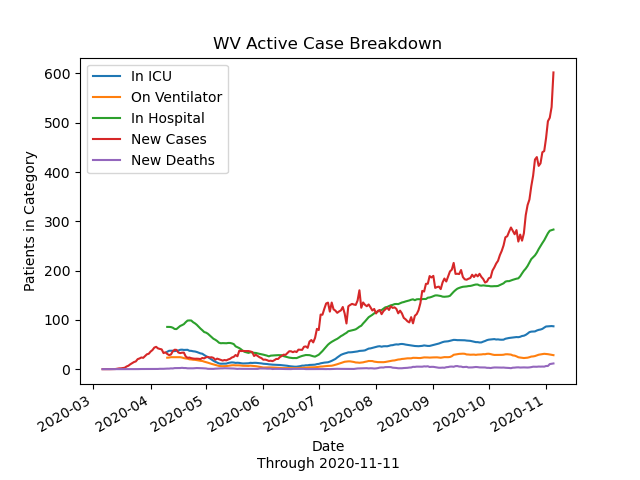 WV Active Case Breakdown
In ICU
On Ventilator
In Hospital
New Cases
New Deaths
Patients in Category
600
500
400
300
200
100
0
2020-03
2020-04
2020-05
2020-06
2020-07
2020-08
2020-09
2020-10
2020-11
Date
Through 2020-11-11